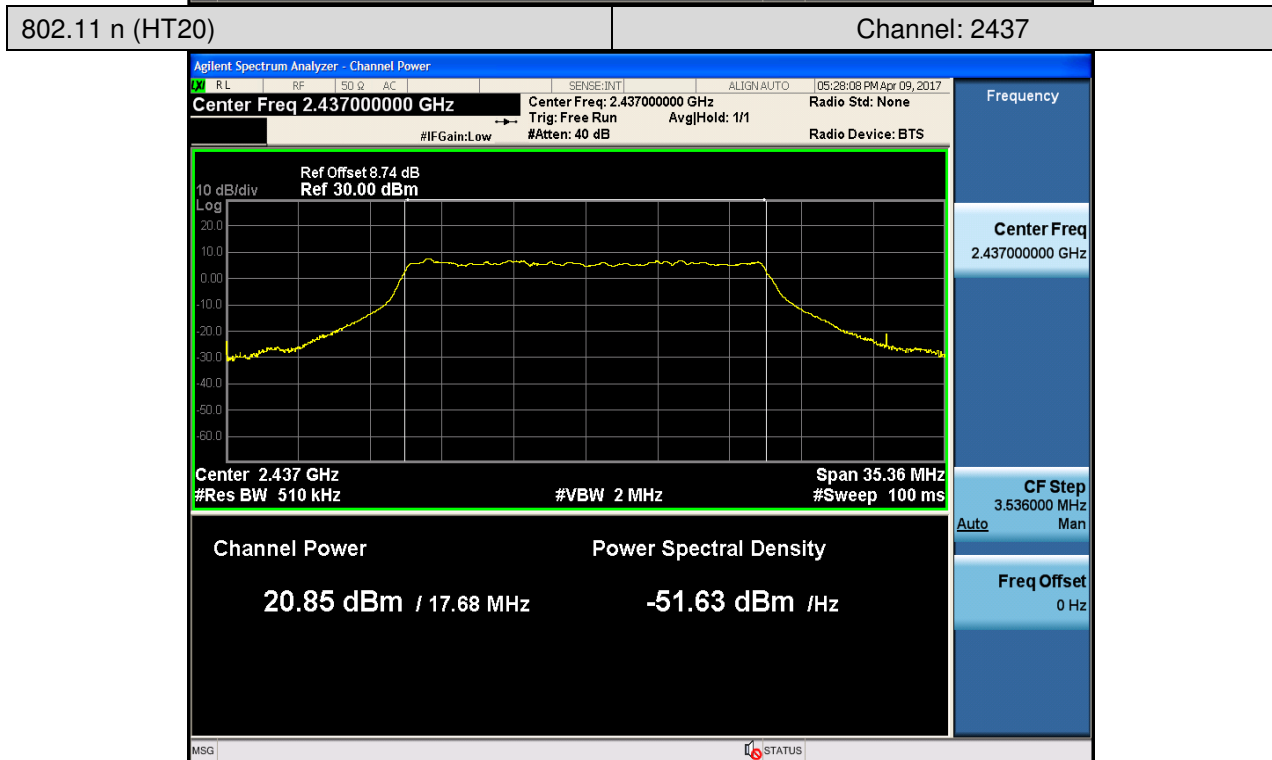 802.11 n (HT20) Channel: 2437
Agilent Spectrum Analyzer - Channel Power
LXI RL RF 50 Ω AC SENSE:INT ALIGN AUTO 05:28:08 PM Apr 09, 2017
Center Freq 2.437000000 GHz Center Freq: 2.437000000 GHz Radio Std: None Frequency
Trig: Free Run Avg|Hold: 1/1
#IFGain:Low #Atten: 40 dB Radio Device: BTS
Ref Offset 8.74 dB
10 dB/div Ref 30.00 dBm
Log
20.0
10.0
0.00
-10.0
-20.0
-30.0
-40.0
-50.0
-60.0
Center 2.437 GHz Span 35.36 MHz
#Res BW 510 kHz #VBW 2 MHz #Sweep 100 ms
Channel Power Power Spectral Density
20.85 dBm / 17.68 MHz -51.63 dBm /Hz
Center Freq
2.437000000 GHz
CF Step
3.536000 MHz
Auto Man
Freq Offset
0 Hz
MSG STATUS